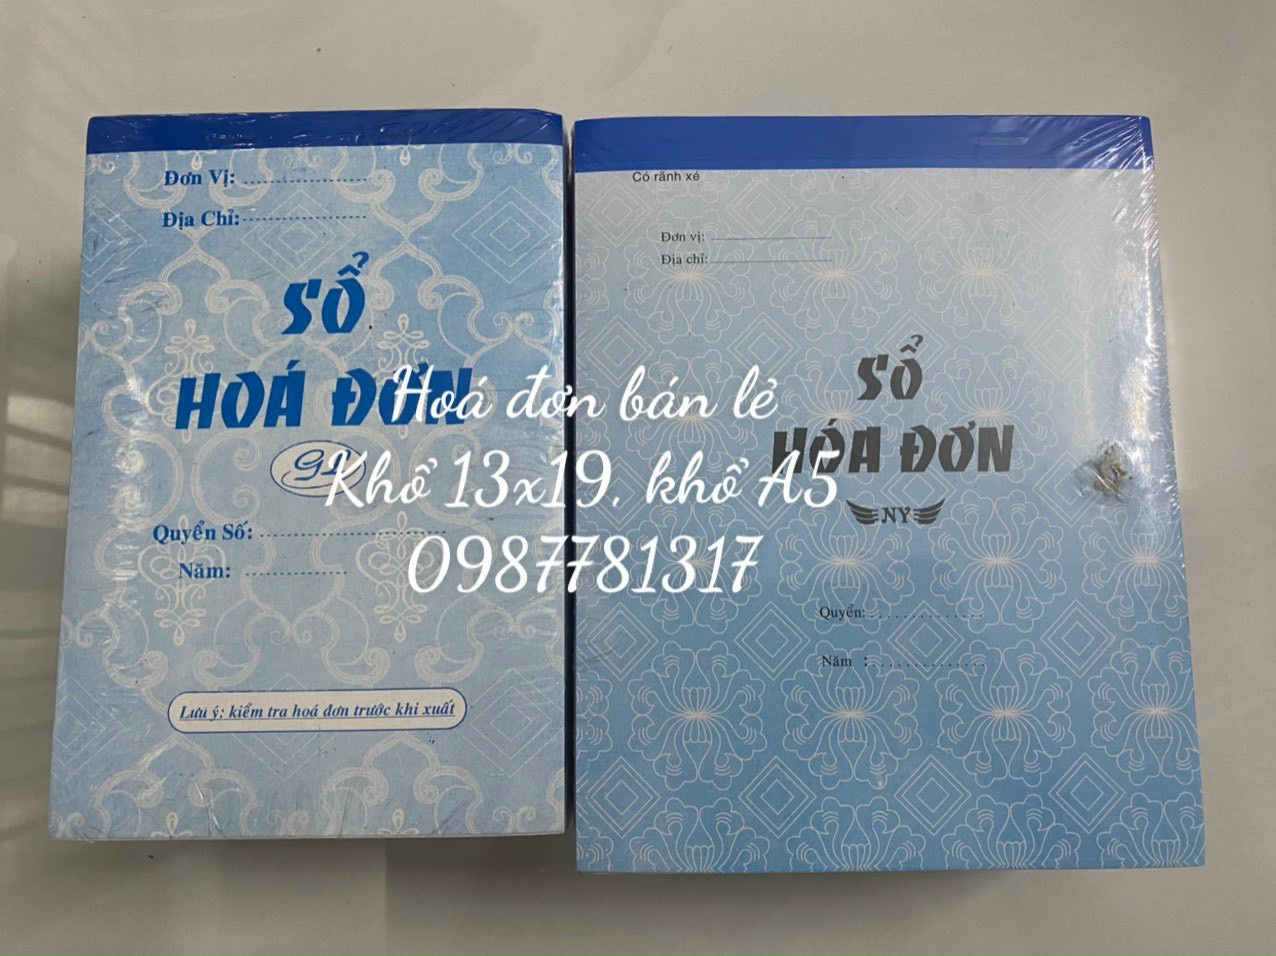 Đơn Vị:
Địa Chỉ:
SỔ
HOÁ ĐƠN
Quyển Số:
Năm:
Lưu ý: kiểm tra hoá đơn trước khi xuất
Có rãnh xé
Đơn vị:
Địa chỉ:
SỔ
HÓA ĐƠN
NY
Quyển:
Năm :
Hoá đơn bán lẻ
Khổ 13x19, khổ A5
0987781317